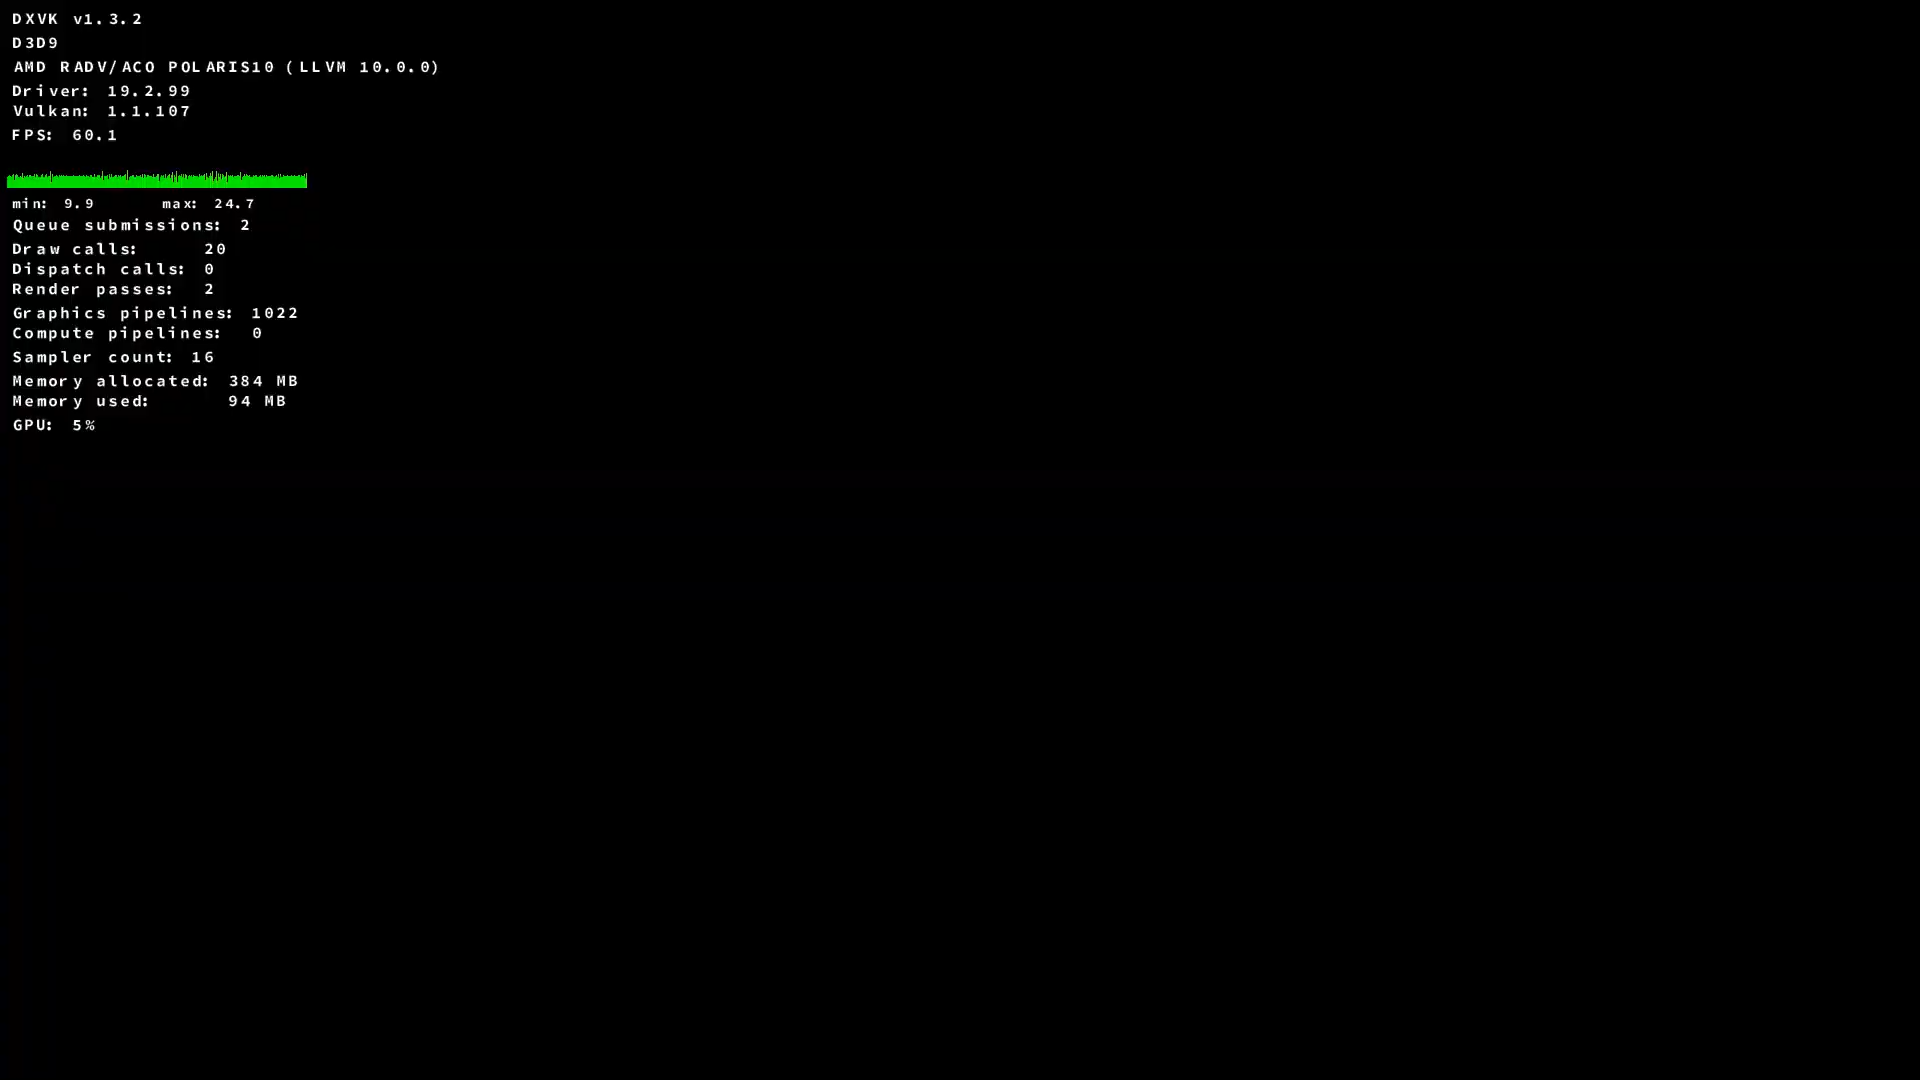 DXVK v1.3.2
D3D9
AMD RADV/ACO POLARIS10 (LLVM 10.0.0)
Driver: 19.2.99
Vulkan: 1.1.107
FPS: 60.1
min: 9.9 max: 24.7
Queue submissions: 2
Draw calls: 20
Dispatch calls: 0
Render passes: 2
Graphics pipelines: 1022
Compute pipelines: 0
Sampler count: 16
Memory allocated: 384 MB
Memory used: 94 MB
GPU: 5%